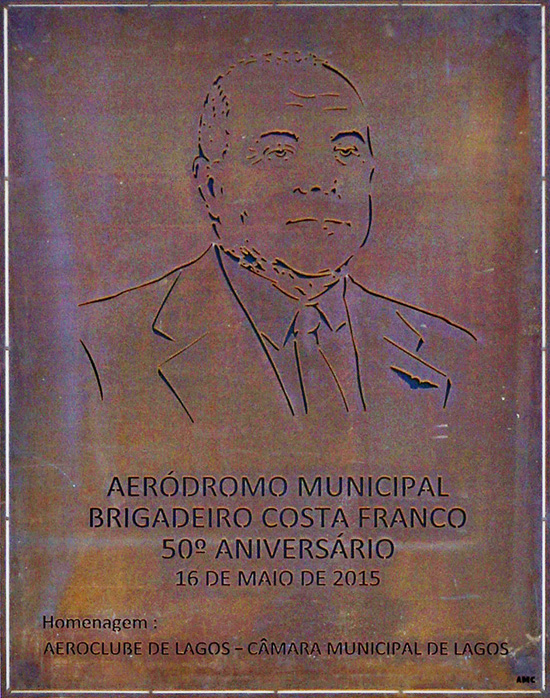 AERÓDROMO MUNICIPAL
BRIGADEIRO COSTA FRANCO
50º ANIVERSÁRIO
16 DE MAIO DE 2015
Homenagem :
AEROCLUBE DE LAGOS – CÂMARA MUNICIPAL DE LAGOS